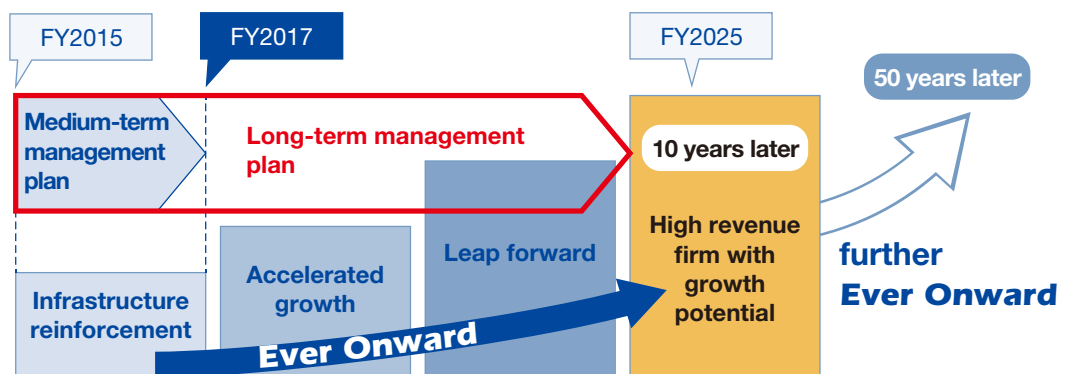 FY2015
FY2017
FY2025
50 years later
Medium-term
management
plan
Long-term management
plan
10 years later
Infrastructure
reinforcement
Accelerated
growth
Leap forward
High revenue
firm with
growth
potential
Ever Onward
further
Ever Onward